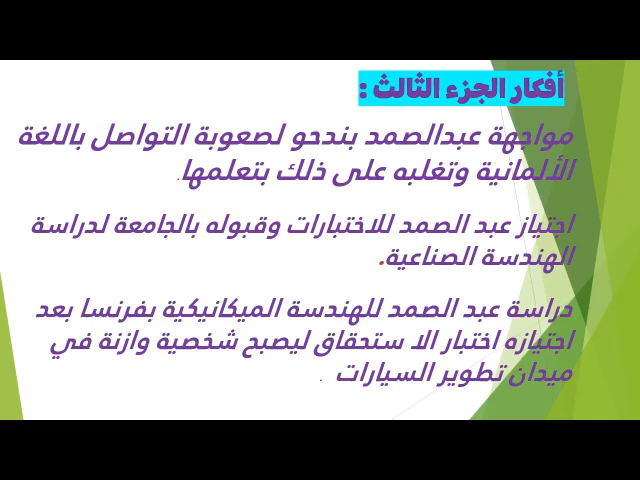 أفكار الجزء الثالث :
مواجهة عبدالصمد بندحو لصعوبة التواصل باللغة
الألمانية وتغلبه على ذلك بتعلمها.
اجتياز عبد الصمد للاختبارات وقبوله بالجامعة لدراسة
الهندسة الصناعية.
دراسة عبد الصمد للهندسة الميكانيكية بفرنسا بعد
اجتيازه اختبار الا ستحقاق ليصبح شخصية وازنة في
ميدان تطوير السيارات .